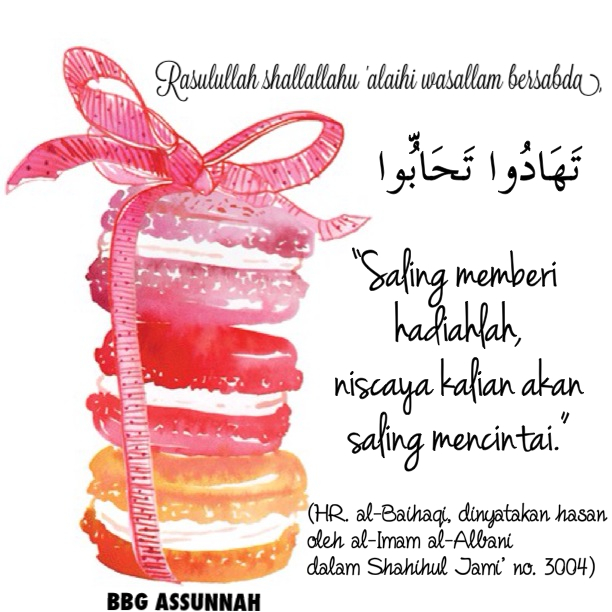 Rasulullah shallallahu 'alaihi wasallam bersabda,
تَهَادُوا تَحَابُّوا
"Saling memberi
hadiahlah,
niscaya kalian akan
saling mencintai."
(HR. al-Baihaqi, dinyatakan hasan
oleh al-Imam al-Albani
dalam Shahihul Jami' no. 3004)
BBG ASSUNNAH